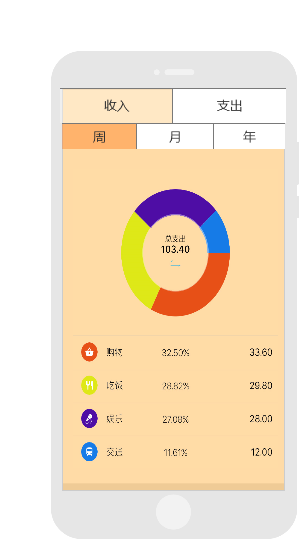 收入 支出
周 月 年
总支出
103.40
购物 32.50% 33.60
吃饭 28.82% 29.80
娱乐 27.08% 28.00
交通 11.61% 12.00